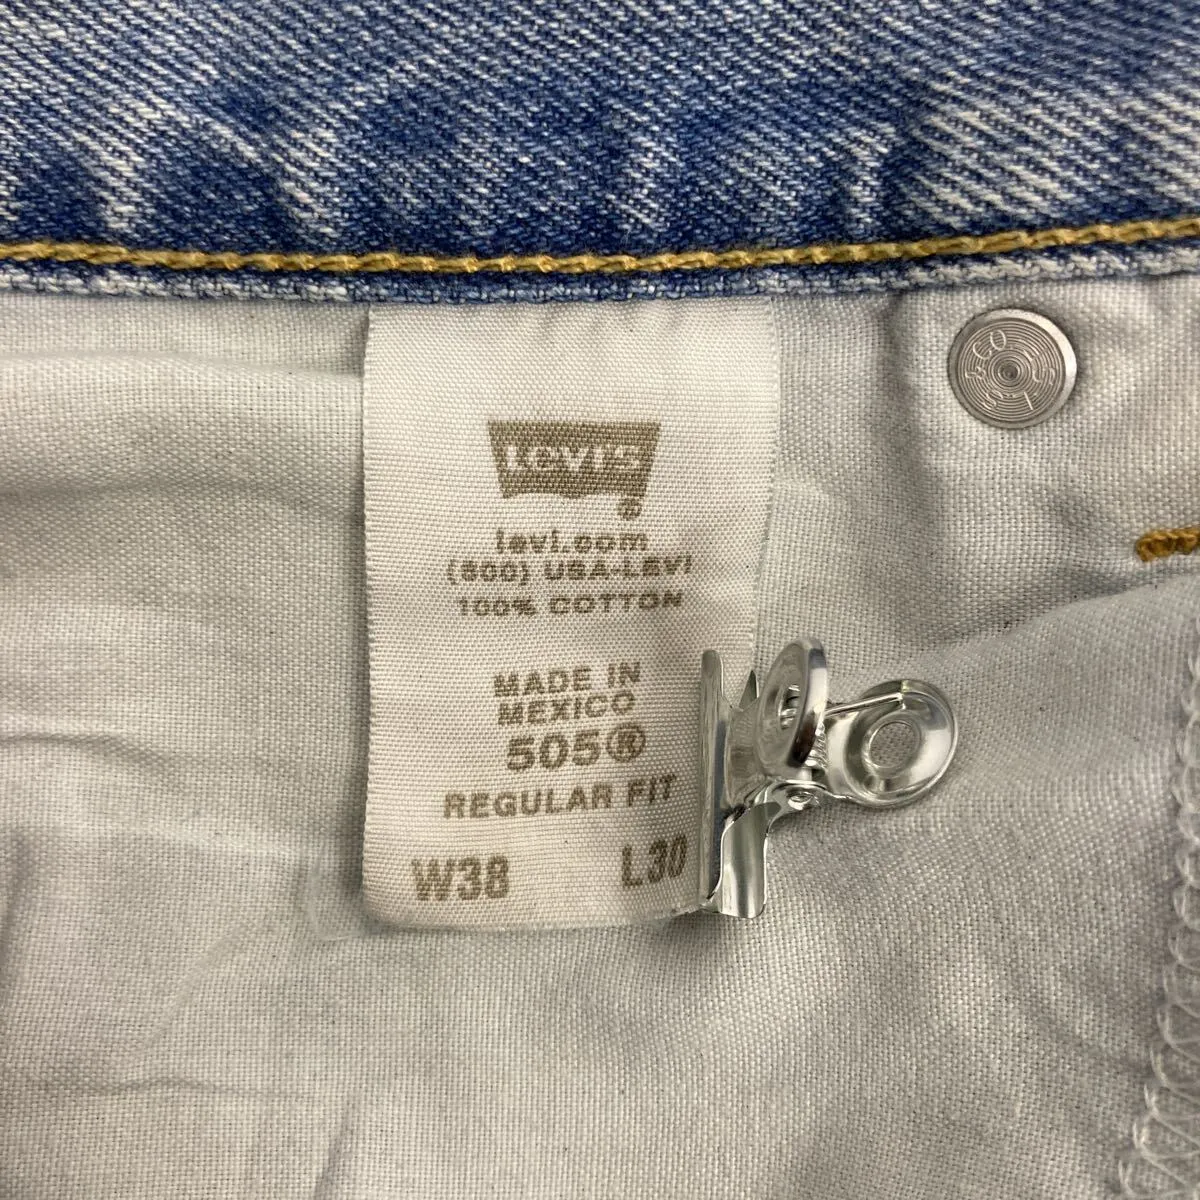 Levi's
®
levi.com
(800) USA-LEVI
100% COTTON
MADE IN
MEXICO
505®
REGULAR FIT
W38 L30